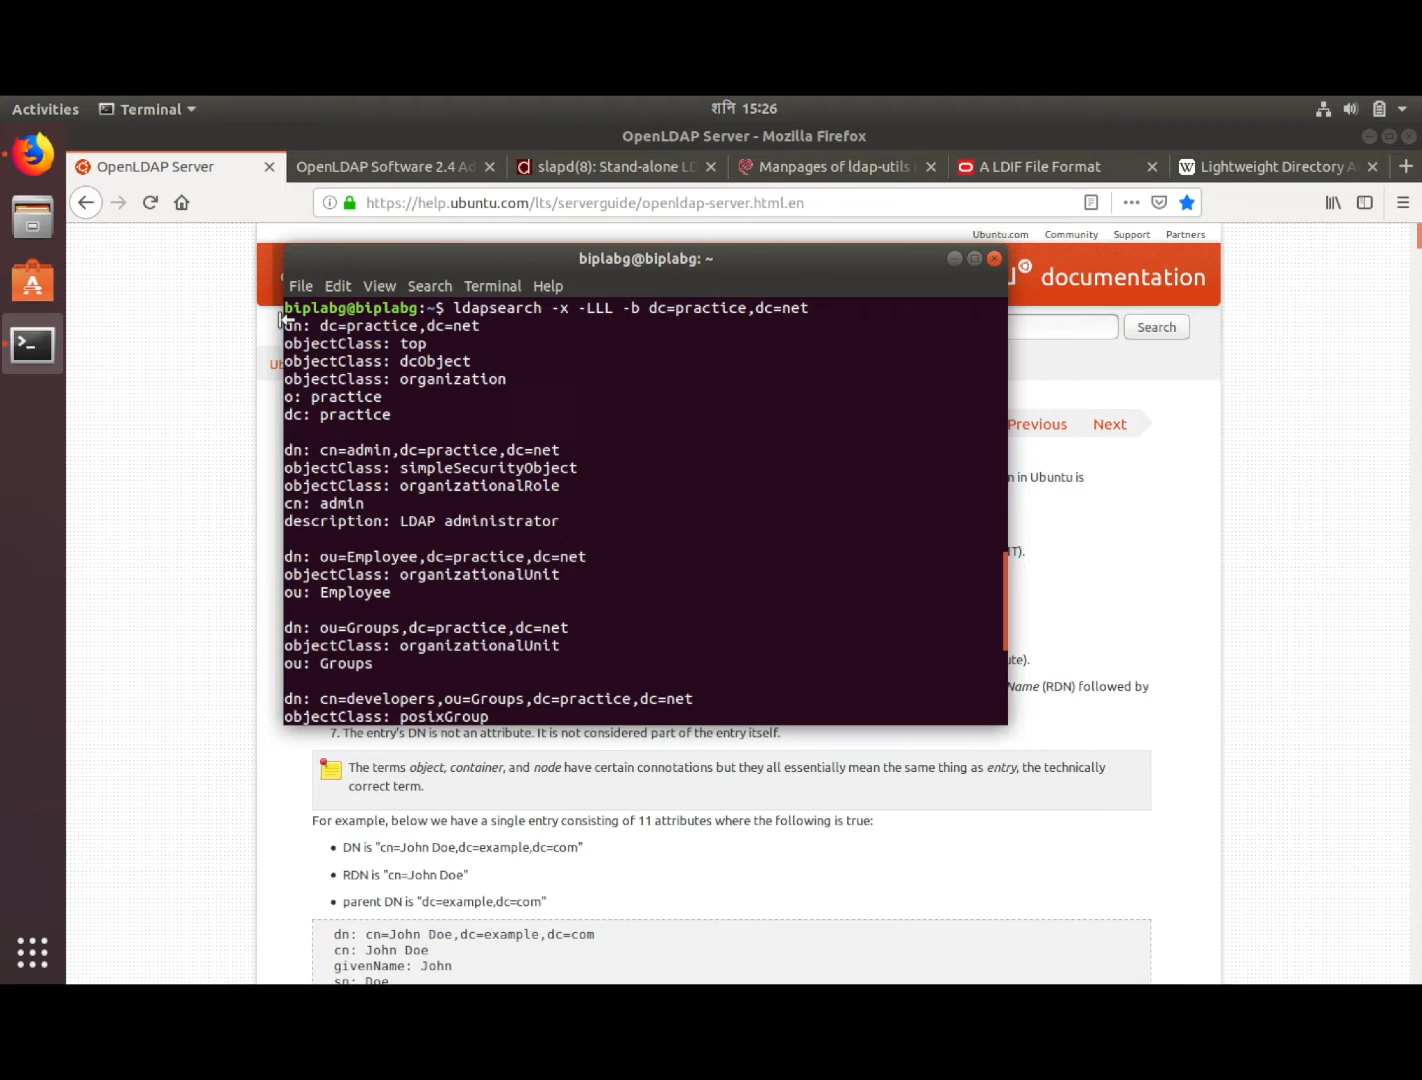 Activities Terminal शनि 15:26
OpenLDAP Server - Mozilla Firefox
OpenLDAP Server OpenLDAP Software 2.4 Ad slapd(8): Stand-alone LD Manpages of ldap-utils A LDIF File Format Lightweight Directory A
https://help.ubuntu.com/lts/serverguide/openldap-server.html.en
Ubuntu.com Community Support Partners
documentation
Search
biplabg@biplabg: ~
File Edit View Search Terminal Help
biplabg@biplabg:~$ ldapsearch -x -LLL -b dc=practice,dc=net
dn: dc=practice,dc=net
objectClass: top
objectClass: dcObject
objectClass: organization
o: practice
dc: practice
dn: cn=admin,dc=practice,dc=net
objectClass: simpleSecurityObject
objectClass: organizationalRole
cn: admin
description: LDAP administrator
dn: ou=Employee,dc=practice,dc=net
objectClass: organizationalUnit
ou: Employee
dn: ou=Groups,dc=practice,dc=net
objectClass: organizationalUnit
ou: Groups
dn: cn=developers,ou=Groups,dc=practice,dc=net
objectClass: posixGroup
Previous Next
n in Ubuntu is
IT).
ute).
Name (RDN) followed by
7. The entry's DN is not an attribute. It is not considered part of the entry itself.
The terms object, container, and node have certain connotations but they all essentially mean the same thing as entry, the technically
correct term.
For example, below we have a single entry consisting of 11 attributes where the following is true:
• DN is "cn=John Doe,dc=example,dc=com"
• RDN is "cn=John Doe"
• parent DN is "dc=example,dc=com"
dn: cn=John Doe,dc=example,dc=com
cn: John Doe
givenName: John
sn: Doe